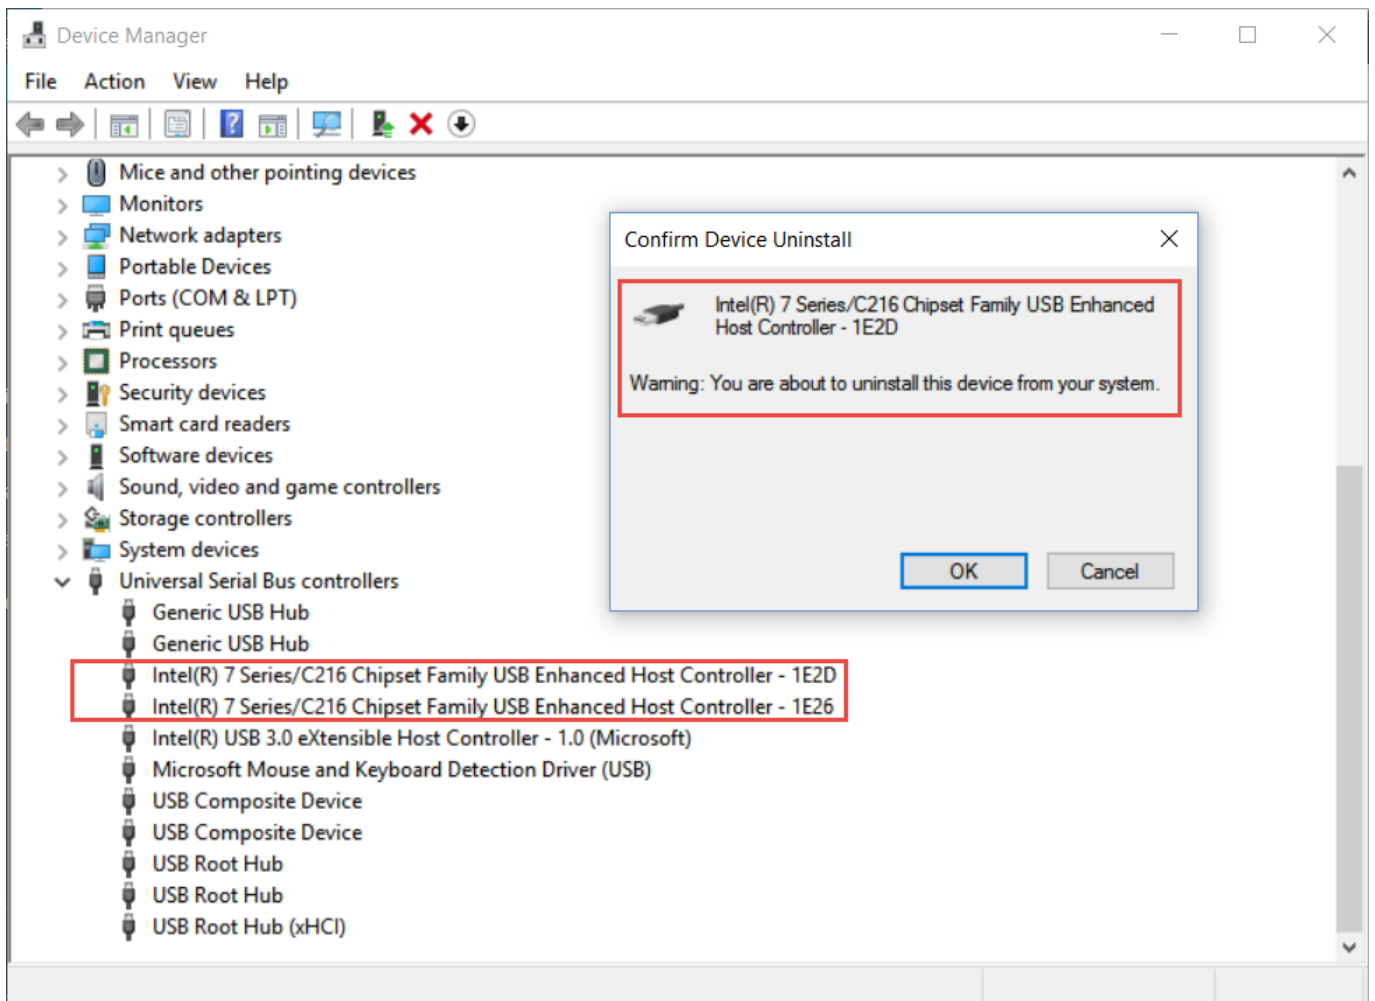 Device Manager
File Action View Help
Mice and other pointing devices
Monitors
Network adapters
Portable Devices
Ports (COM & LPT)
Print queues
Processors
Security devices
Smart card readers
Software devices
Sound, video and game controllers
Storage controllers
System devices
Universal Serial Bus controllers
Generic USB Hub
Generic USB Hub
Intel(R) 7 Series/C216 Chipset Family USB Enhanced Host Controller - 1E2D
Intel(R) 7 Series/C216 Chipset Family USB Enhanced Host Controller - 1E26
Intel(R) USB 3.0 eXtensible Host Controller - 1.0 (Microsoft)
Microsoft Mouse and Keyboard Detection Driver (USB)
USB Composite Device
USB Composite Device
USB Root Hub
USB Root Hub
USB Root Hub (xHCI)
Confirm Device Uninstall
Intel(R) 7 Series/C216 Chipset Family USB Enhanced
Host Controller - 1E2D
Warning: You are about to uninstall this device from your system.
OK Cancel